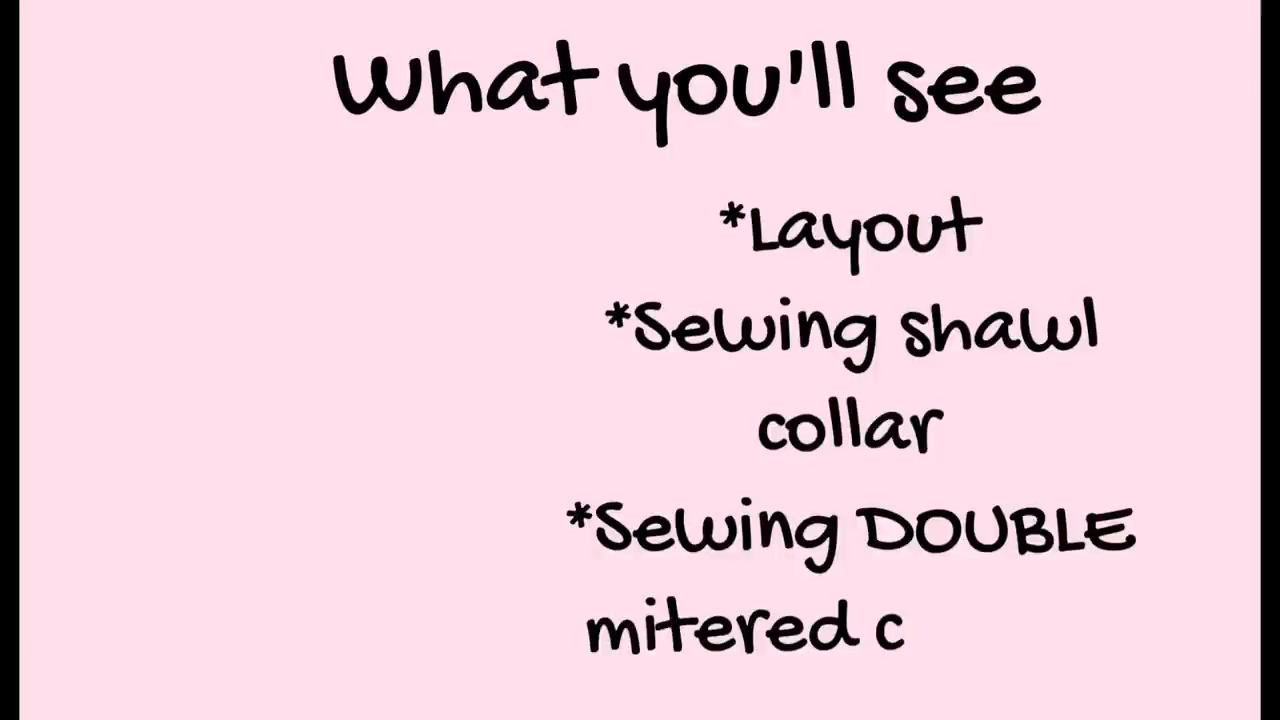 What you'll see
*Layout
*Sewing shawl
collar
*Sewing DOUBLE
mitered c